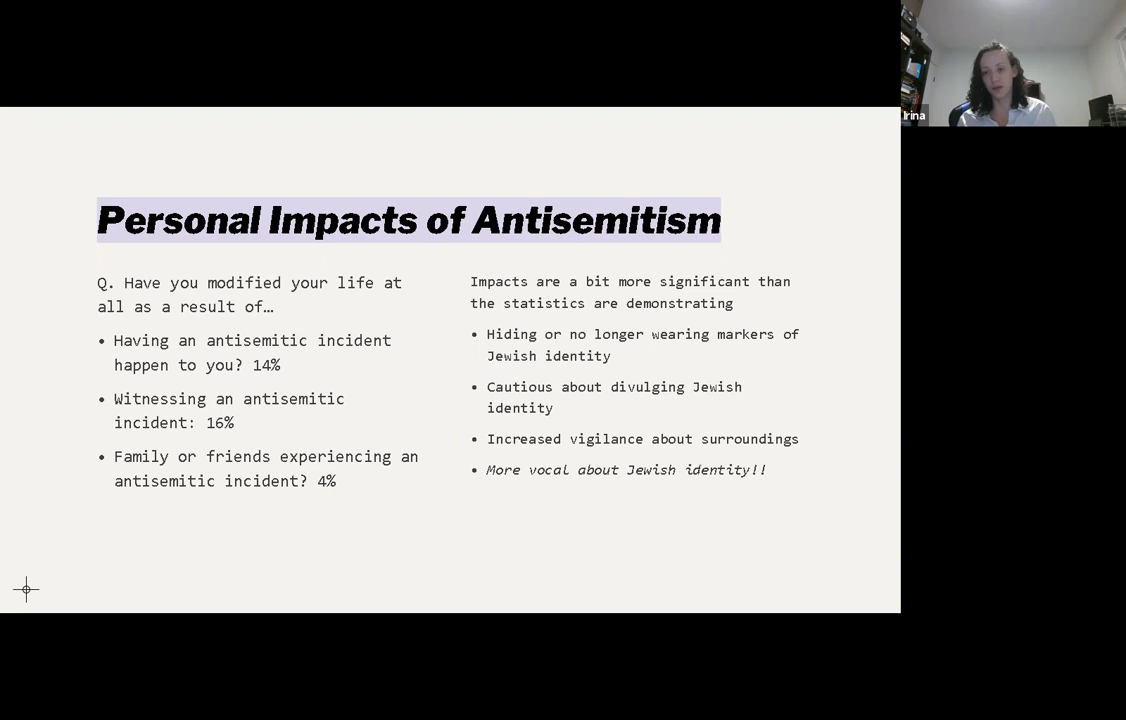 Personal Impacts of Antisemitism
Q. Have you modified your life at
all as a result of…
• Having an antisemitic incident
happen to you? 14%
• Witnessing an antisemitic
incident: 16%
• Family or friends experiencing an
antisemitic incident? 4%
Impacts are a bit more significant than
the statistics are demonstrating
• Hiding or no longer wearing markers of
Jewish identity
• Cautious about divulging Jewish
identity
• Increased vigilance about surroundings
• More vocal about Jewish identity!!
Irina